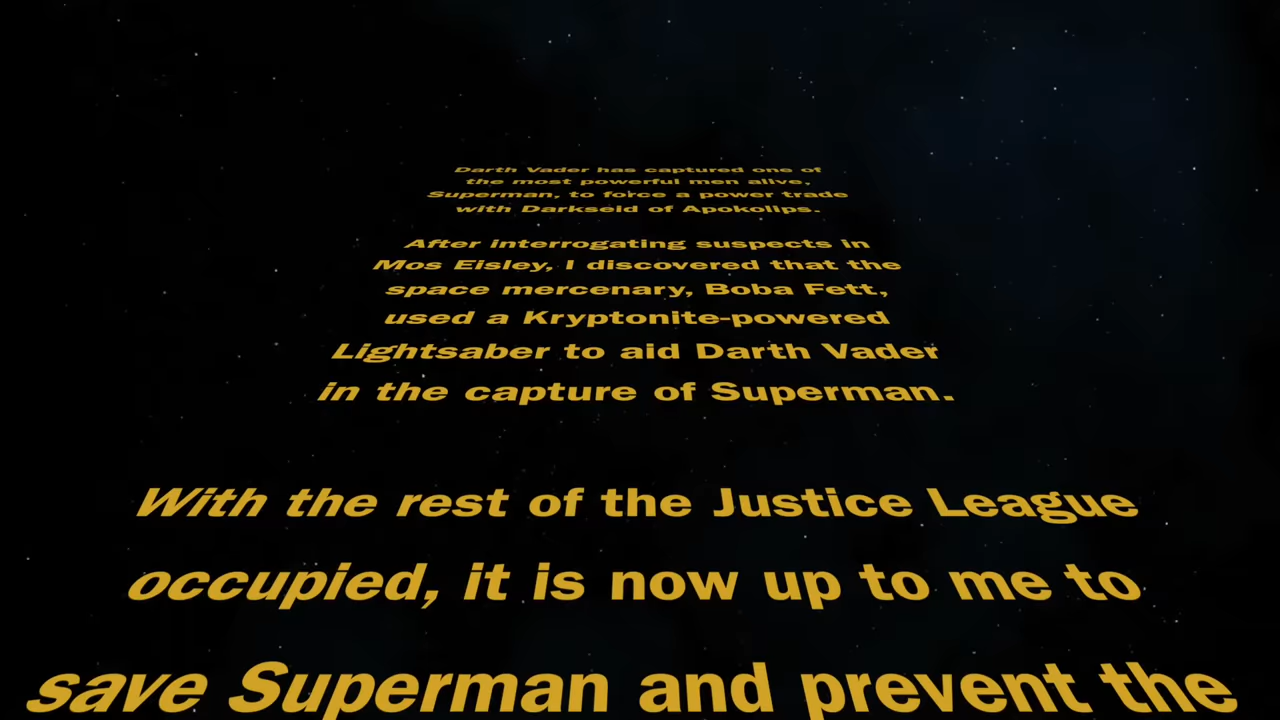 Darth Vader has captured one of
the most powerful men alive,
Superman, to force a power trade
with Darkseid of Apokolips.
After interrogating suspects in
Mos Eisley, I discovered that the
space mercenary, Boba Fett,
used a Kryptonite-powered
Lightsaber to aid Darth Vader
in the capture of Superman.
With the rest of the Justice League
occupied, it is now up to me to
save Superman and prevent the